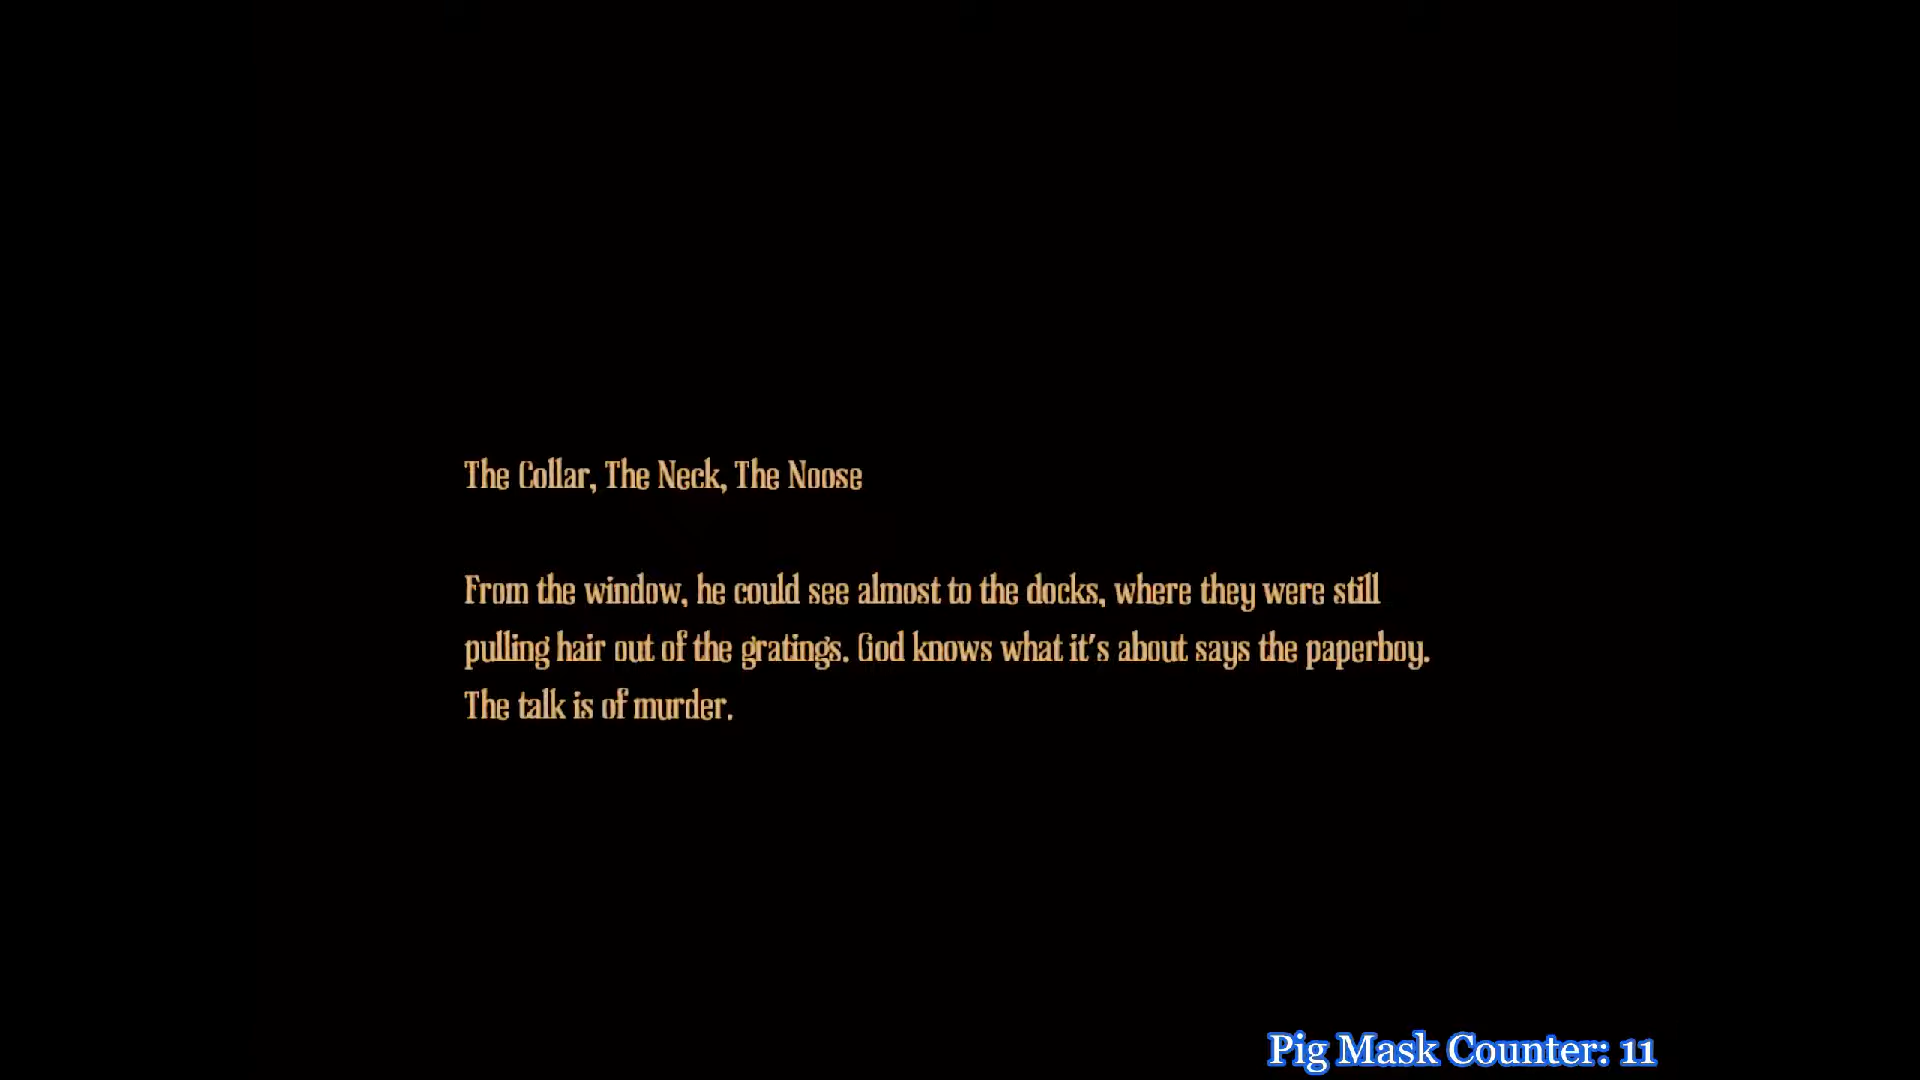 The Collar, The Neck, The Noose
From the window, he could see almost to the docks, where they were still
pulling hair out of the gratings. God knows what it's about says the paperboy.
The talk is of murder.
Pig Mask Counter: 11